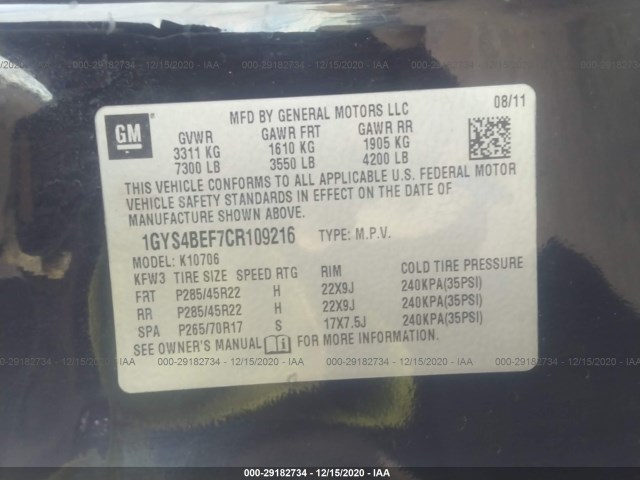 000-29182734 - 12/15/2020 - IAA
GM
MFD BY GENERAL MOTORS LLC
08/11
GVWR GAWR FRT GAWR RR
3311 KG 1610 KG 1905 KG
7300 LB 3550 LB 4200 LB
THIS VEHICLE CONFORMS TO ALL APPLICABLE U.S. FEDERAL MOTOR
VEHICLE SAFETY STANDARDS IN EFFECT ON THE DATE OF
MANUFACTURE SHOWN ABOVE.
1GYS4BEF7CR109216 TYPE: M.P.V.
MODEL: K10706
KFW3 TIRE SIZE SPEED RTG RIM COLD TIRE PRESSURE
FRT P285/45R22 H 22X9J 240KPA(35PSI)
RR P285/45R22 H 22X9J 240KPA(35PSI)
SPA P265/70R17 S 17X7.5J 240KPA(35PSI)
SEE OWNER'S MANUAL FOR MORE INFORMATION.
000-29182734 - 12/15/2020 - IAA
000-29182734 - 12/15/2020 - IAA